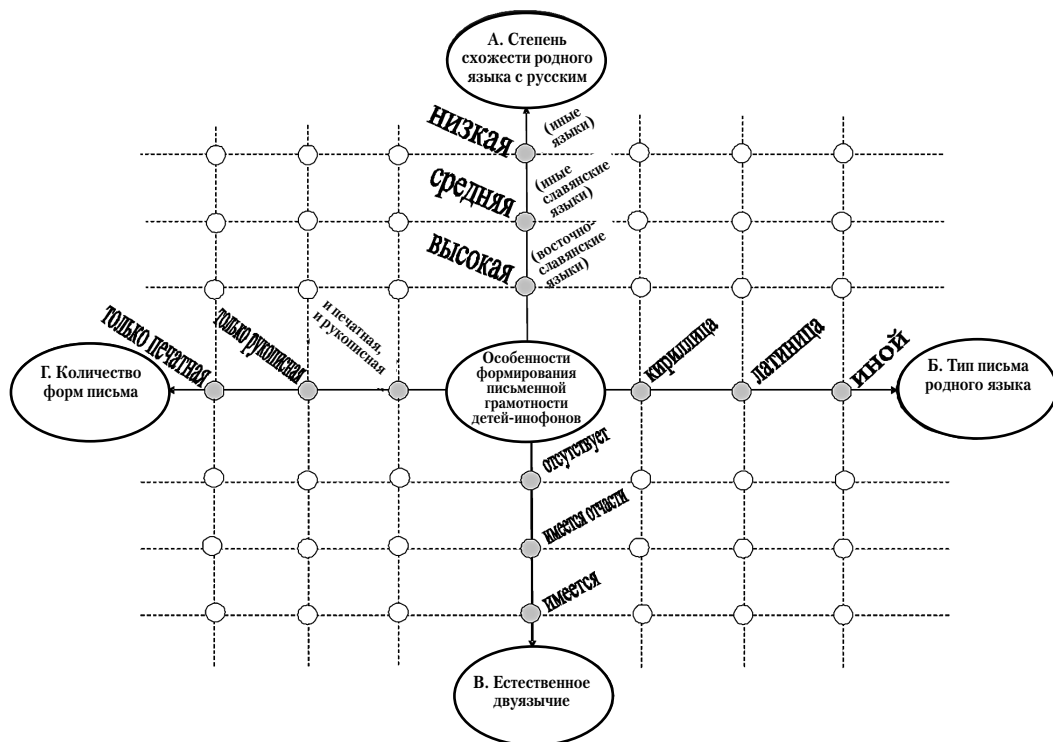 А. Степень
схожести родного
языка с русским
низкая
(иные
языки)
средняя
(иные
славянские
языки)
высокая
(восточно-
славянские
языки)
только печатная
только рукописная
и печатная,
и рукописная
Г. Количество
форм письма
Особенности
формирования
письменной
грамотности
детей-инофонов
кириллица
латиница
иной
Б. Тип письма
родного языка
отсутствует
имеется отчасти
имеется
В. Естественное
двуязычие